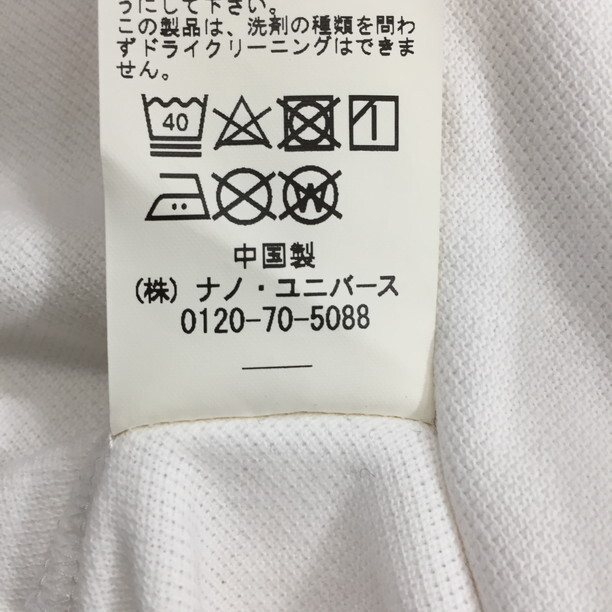 うにして下さい。
この製品は、洗剤の種類を問わ
ずドライクリーニングはできま
せん。
40
W
中国製
(株) ナノ・ユニバース
0120-70-5088